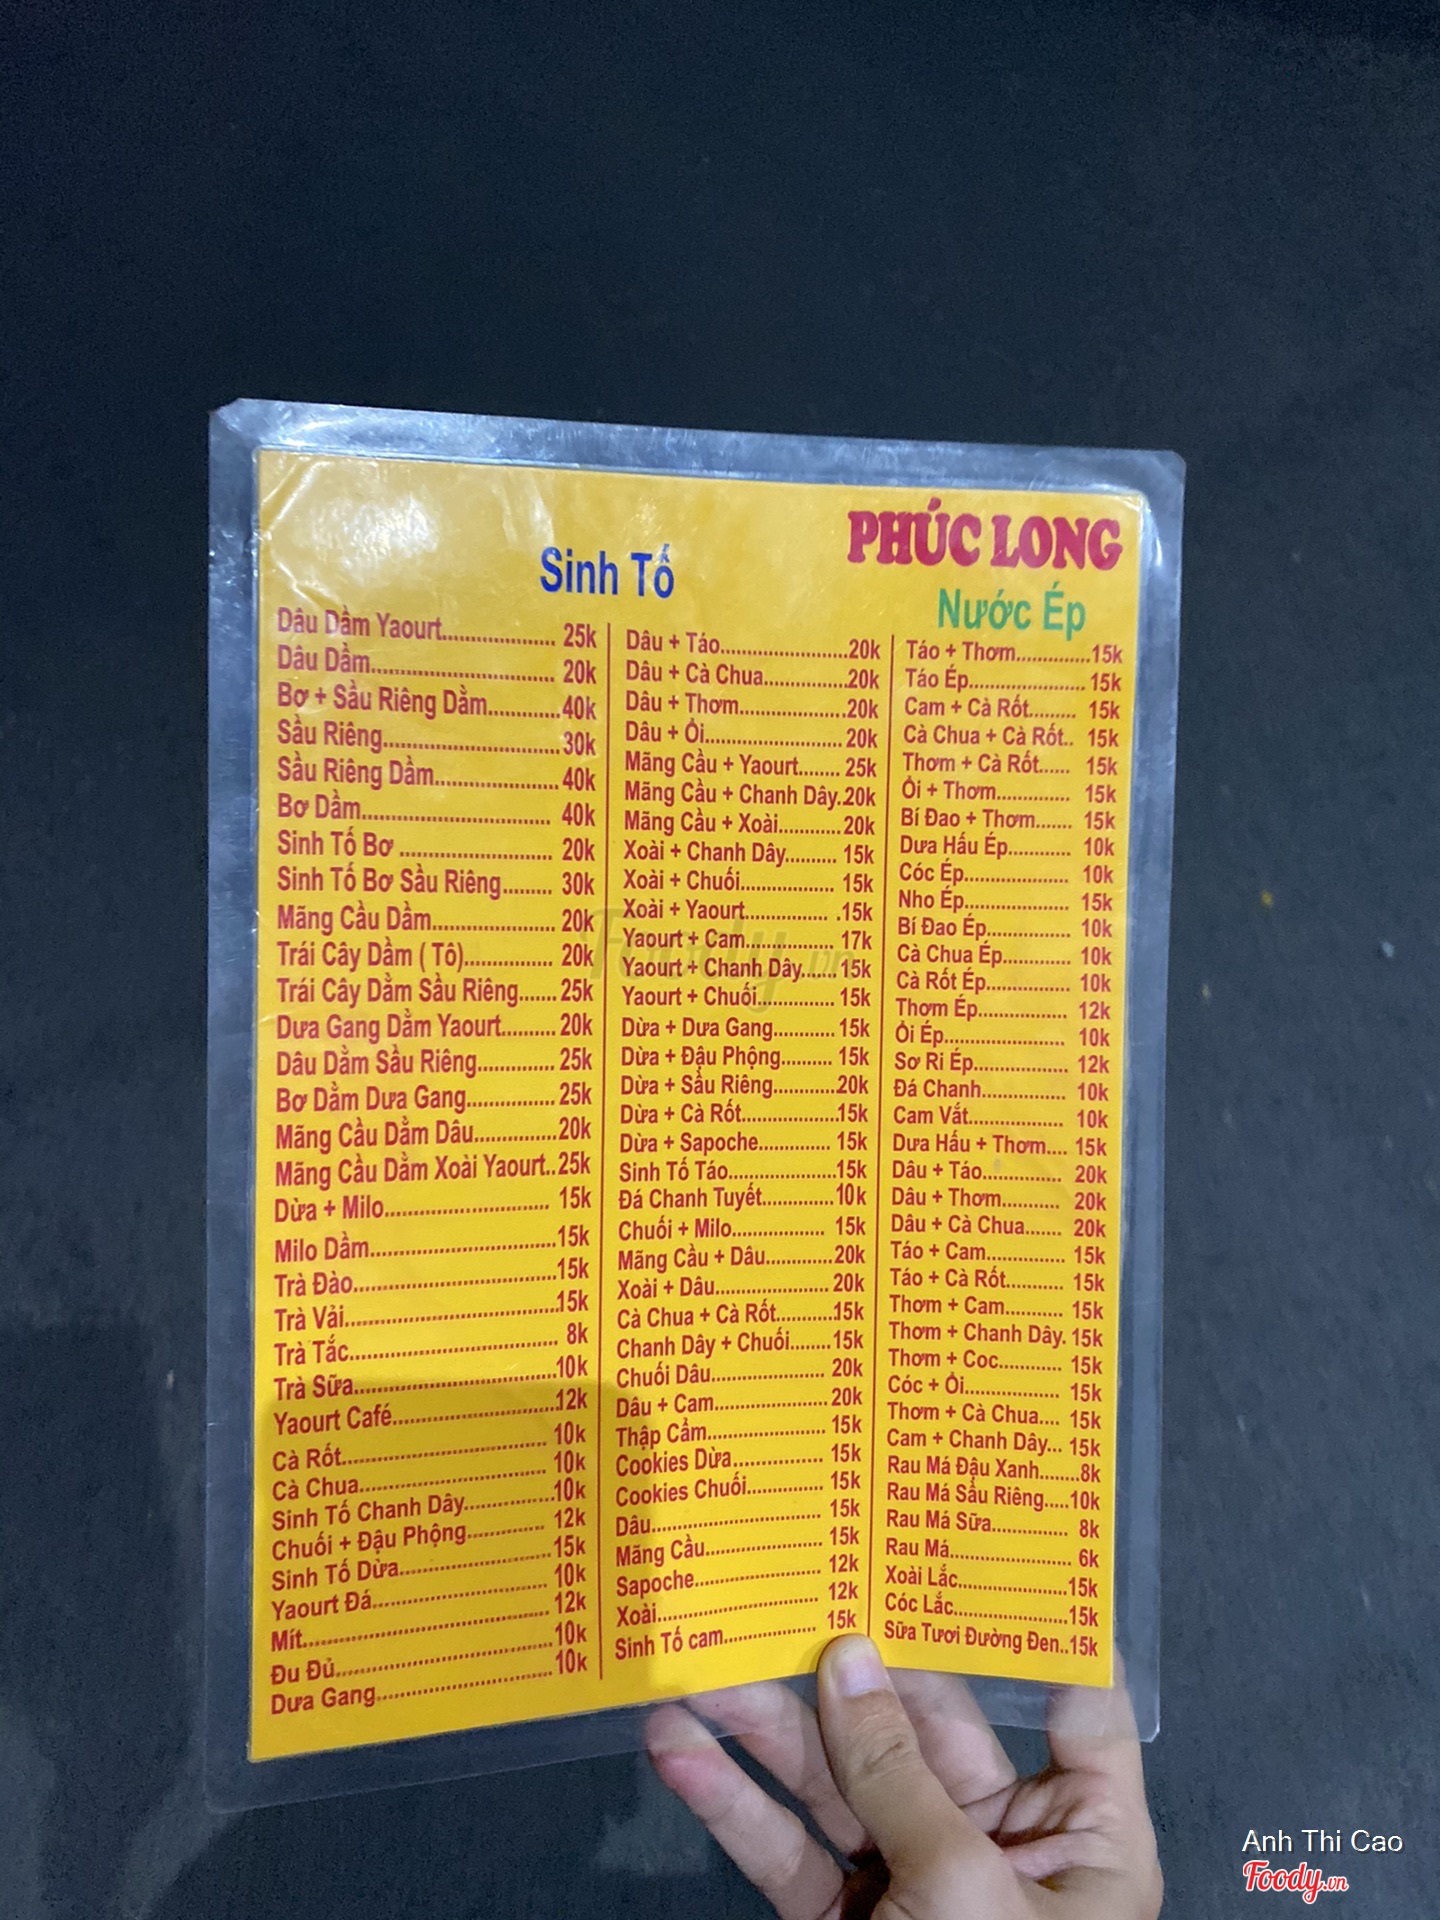 PHÚC LONG
Sinh Tố
Dâu Dầm Yaourt.................... 25k
Dâu Dầm.............................. 20k
Bơ + Sầu Riêng Dằm.............40k
Sầu Riêng............................30k
Sầu Riêng Dầm....................40k
Bơ Dầm............................... 40k
Sinh Tố Bơ ......................... 20k
Sinh Tố Bơ Sầu Riêng......... 30k
Mãng Cầu Dầm.................... 20k
Trái Cây Dầm ( Tô)............... 20k
Trái Cây Dằm Sầu Riêng....... 25k
Dưa Gang Dằm Yaourt.......... 20k
Dâu Dằm Sầu Riêng.............. 25k
Bơ Dằm Dưa Gang................ 25k
Mãng Cầu Dằm Dâu...............20k
Mãng Cầu Dằm Xoài Yaourt..25k
Dừa + Milo............................ 15k
Milo Dầm..............................15k
Trà Đào.................................15k
Trà Vải..................................15k
Trà Tắc.................................. 8k
Trà Sữa.................................10k
Yaourt Café..........................12k
Cà Rốt.................................. 10k
Cà Chua............................... 10k
Sinh Tố Chanh Dây...............10k
Chuối + Đậu Phộng............. 12k
Sinh Tố Dừa.........................15k
Yaourt Đá............................. 10k
Mít........................................ 12k
Đu Đủ................................... 10k
Dưa Gang............................. 10k
Dâu + Táo.......................20k
Dâu + Cà Chua................20k
Dâu + Thơm...................20k
Dâu + Ổi......................... 20k
Mãng Cầu + Yaourt........ 25k
Mãng Cầu + Chanh Dây.20k
Mãng Cầu + Xoài............20k
Xoài + Chanh Dây.......... 15k
Xoài + Chuối.................. 15k
Xoài + Yaourt................ .15k
Yaourt + Cam................. 17k
Yaourt + Chanh Dây.......15k
Yaourt + Chuối............... 15k
Dừa + Dưa Gang............ 15k
Dừa + Đậu Phộng.......... 15k
Dừa + Sầu Riêng............20k
Dừa + Cà Rốt..................15k
Dừa + Sapoche.............. 15k
Sinh Tố Táo....................15k
Đá Chanh Tuyết.............10k
Chuối + Milo.................. 15k
Mãng Cầu + Dâu.............20k
Xoài + Dâu..................... 20k
Cà Chua + Cà Rốt...........15k
Chanh Dây + Chuối........15k
Chuối Dâu...................... 20k
Dâu + Cam..................... 20k
Thập Cẩm....................... 15k
Cookies Dừa.................. 15k
Cookies Chuối............... 15k
Dâu................................. 15k
Mãng Cầu....................... 15k
Sapoche......................... 12k
Xoài................................ 12k
Sinh Tố cam.................. 15k
Nước Ép
Táo + Thơm..............15k
Táo Ép...................... 15k
Cam + Cà Rốt......... 15k
Cà Chua + Cà Rốt.. 15k
Thơm + Cà Rốt...... 15k
Ổi + Thơm.............. 15k
Bí Đao + Thơm....... 15k
Dưa Hấu Ép............ 10k
Cóc Ép.................... 10k
Nho Ép.................... 15k
Bí Đao Ép................ 10k
Cà Chua Ép............. 10k
Cà Rốt Ép................ 10k
Thơm Ép................. 12k
Ổi Ép....................... 10k
Sơ Ri Ép.................. 12k
Đá Chanh................ 10k
Cam Vắt.................. 10k
Dưa Hấu + Thơm.... 15k
Dâu + Táo............... 20k
Dâu + Thơm........... 20k
Dâu + Cà Chua....... 20k
Táo + Cam.............. 15k
Táo + Cà Rốt.......... 15k
Thơm + Cam........... 15k
Thơm + Chanh Dây. 15k
Thơm + Coc............ 15k
Cóc + Ổi.................. 15k
Thơm + Cà Chua.... 15k
Cam + Chanh Dây... 15k
Rau Má Đậu Xanh.......8k
Rau Má Sầu Riêng.....10k
Rau Má Sữa.............. 8k
Rau Má...................... 6k
Xoài Lắc....................15k
Cóc Lắc.....................15k
Sữa Tươi Đường Đen..15k
Foody.vn
Anh Thi Cao
Foody.vn